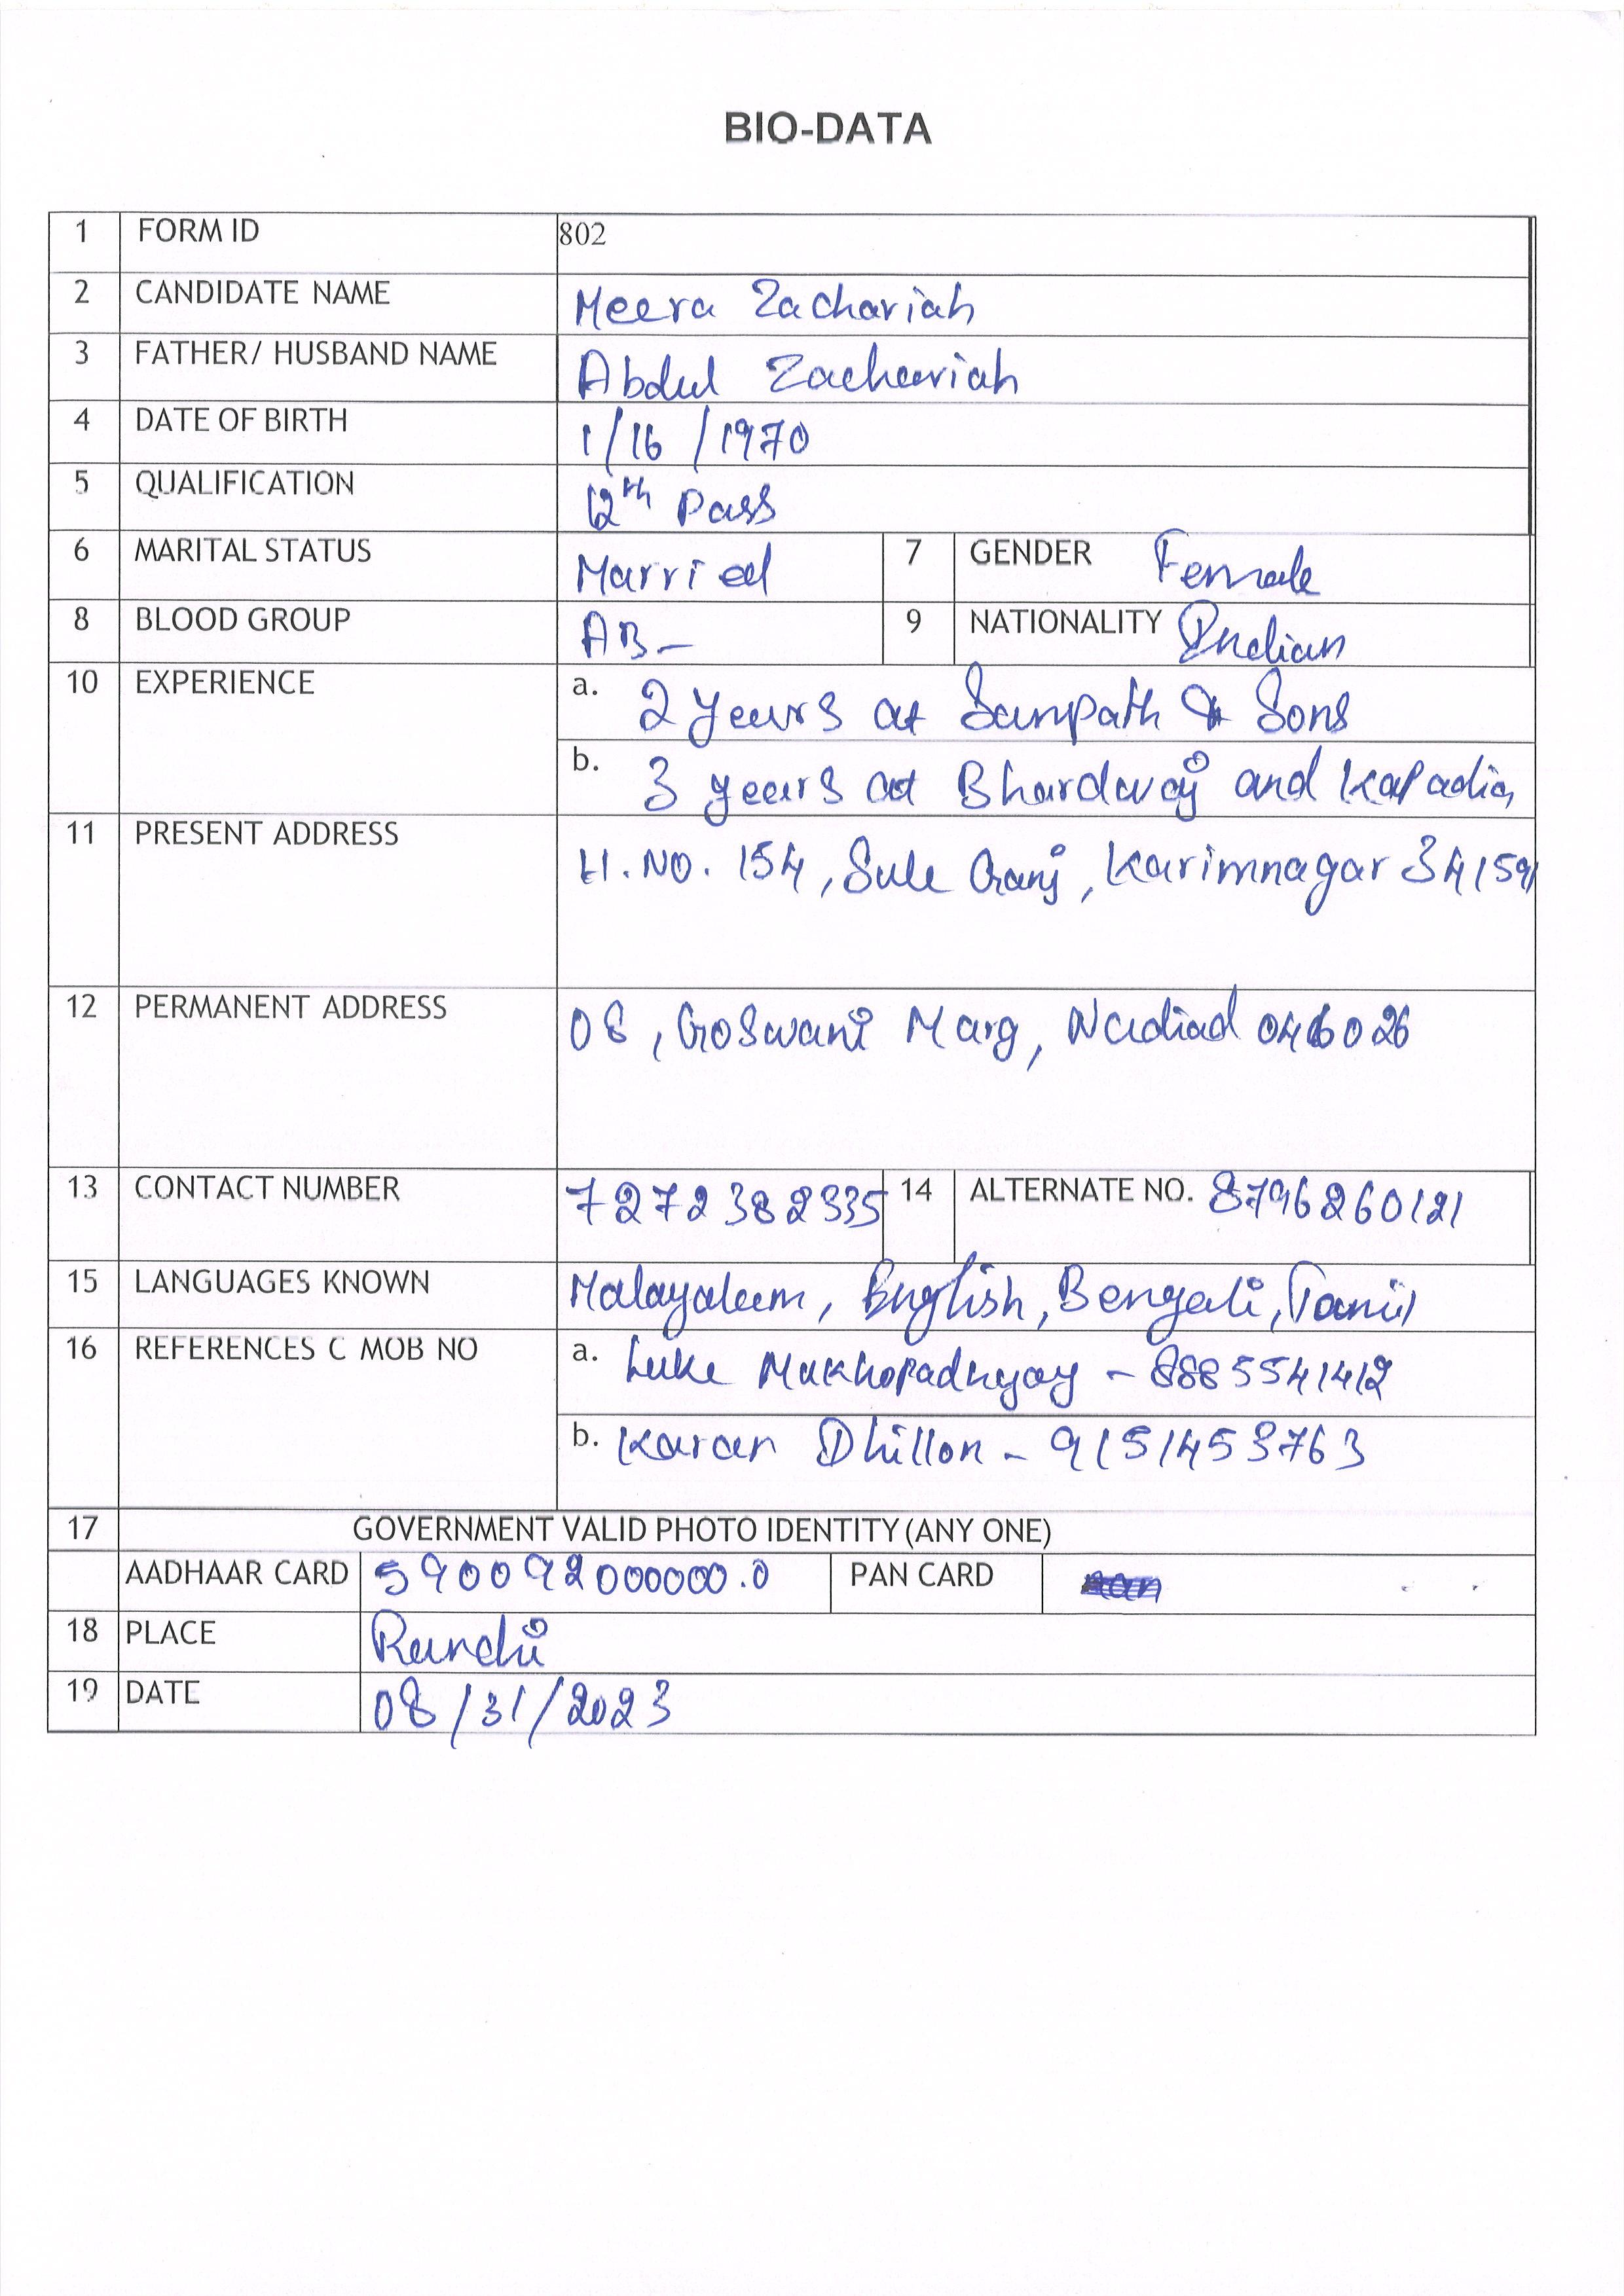 BIO-DATA
1 FORM ID 802
2 CANDIDATE NAME Meera Zachariah
3 FATHER/ HUSBAND NAME Abdul Zachariah
4 DATE OF BIRTH 1/16/1970
5 QUALIFICATION 12th Pass
6 MARITAL STATUS Married 7 GENDER Female
8 BLOOD GROUP AB- 9 NATIONALITY Indian
10 EXPERIENCE a. 2 years at Sampath & Sons
b. 3 years at Bhardwaj and Kapadia
11 PRESENT ADDRESS H.NO. 154, Sule Ganj, Karimnagar 341591
12 PERMANENT ADDRESS 08, Goswami Marg, Nadiad 046026
13 CONTACT NUMBER 7272382335 14 ALTERNATE NO. 8796260121
15 LANGUAGES KNOWN Malayalam, English, Bengali, Tamil
16 REFERENCES C MOB NO a. Luke Mukhopadhyay - 8885541412
b. Karan Dhillon - 9151453763
17 GOVERNMENT VALID PHOTO IDENTITY (ANY ONE)
AADHAAR CARD 590092000000.0 PAN CARD
18 PLACE Ranchi
19 DATE 08/31/2023